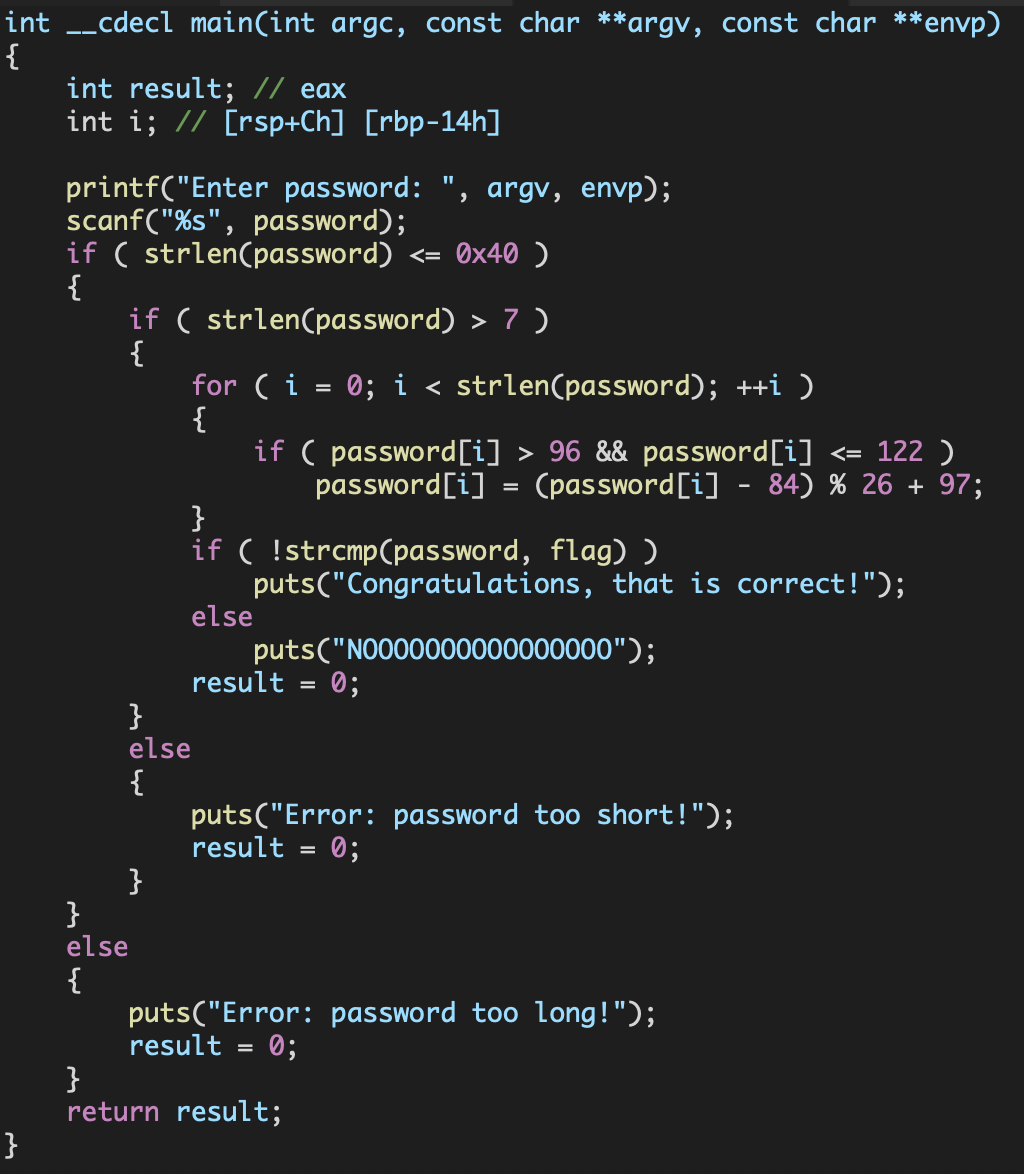 int __cdecl main(int argc, const char **argv, const char **envp)
{
    int result; // eax
    int i; // [rsp+Ch] [rbp-14h]

    printf("Enter password: ", argv, envp);
    scanf("%s", password);
    if ( strlen(password) <= 0x40 )
    {
        if ( strlen(password) > 7 )
        {
            for ( i = 0; i < strlen(password); ++i )
            {
                if ( password[i] > 96 && password[i] <= 122 )
                    password[i] = (password[i] - 84) % 26 + 97;
            }
            if ( !strcmp(password, flag) )
                puts("Congratulations, that is correct!");
            else
                puts("NOOOOOOOOOOOOOOOO");
            result = 0;
        }
        else
        {
            puts("Error: password too short!");
            result = 0;
        }
    }
    else
    {
        puts("Error: password too long!");
        result = 0;
    }
    return result;
}